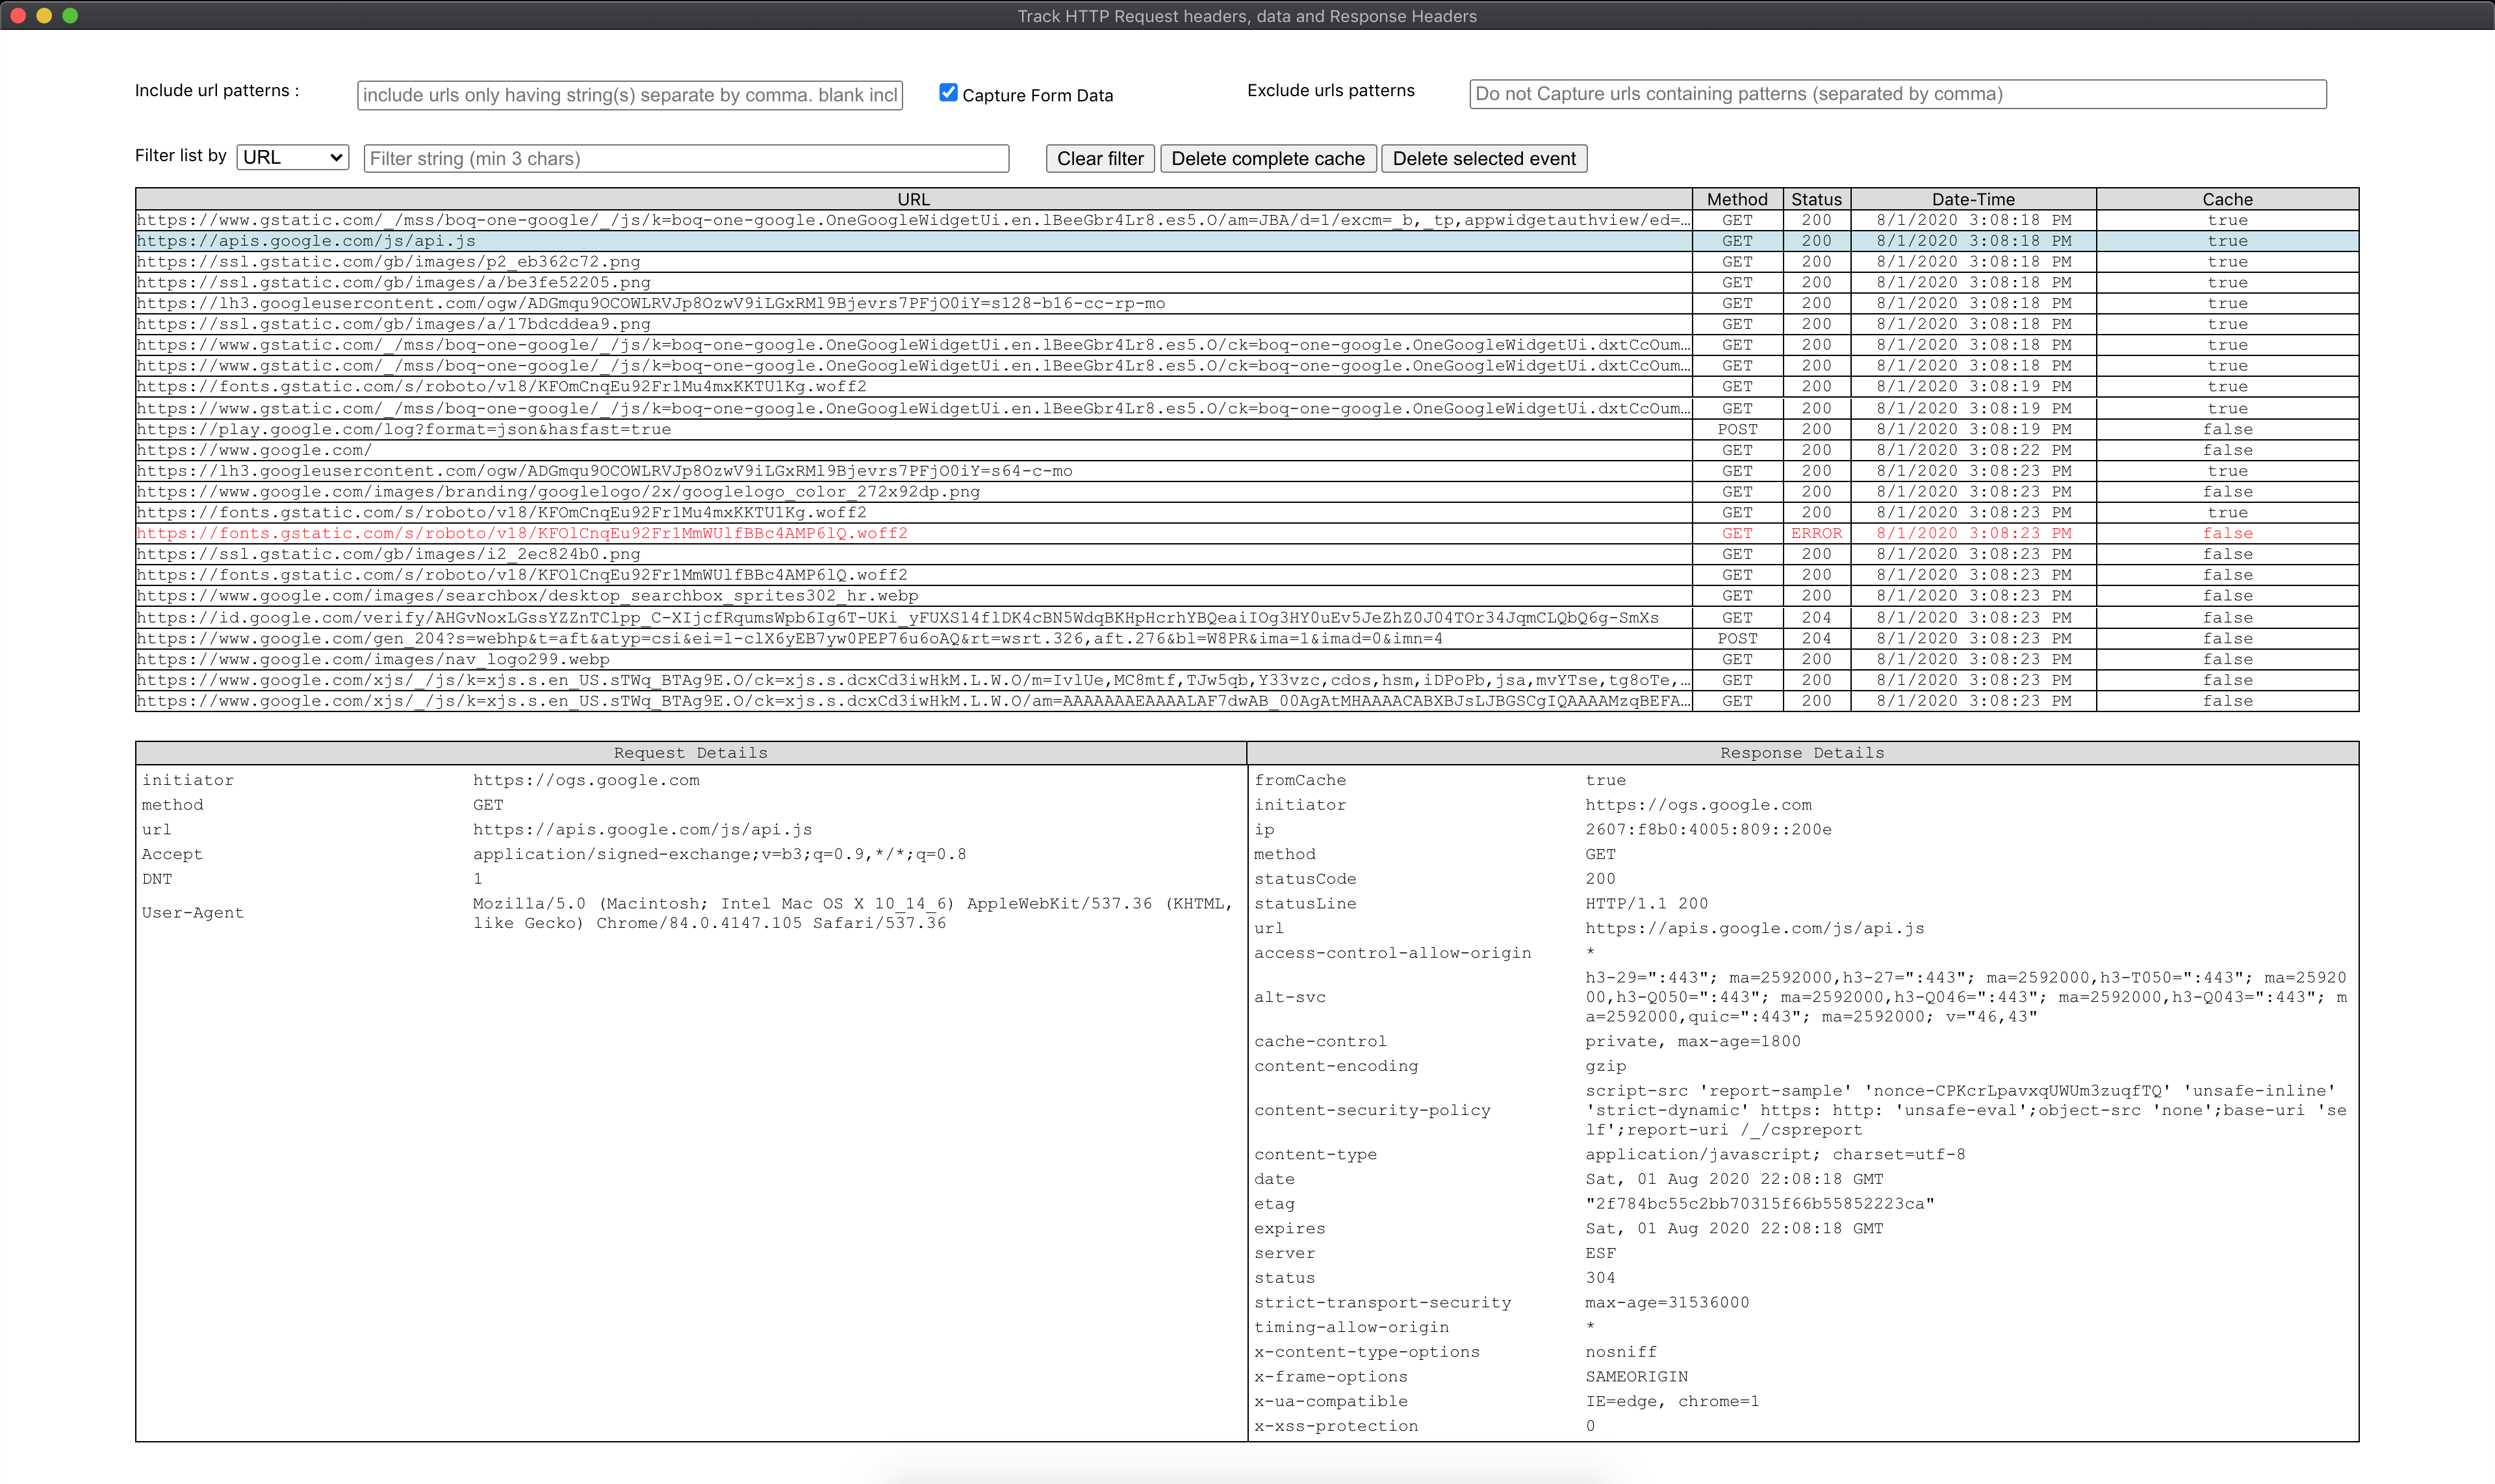 Track HTTP Request headers, data and Response Headers
Include url patterns : include urls only having string(s) separate by comma. blank incl Capture Form Data Exclude urls patterns Do not Capture urls containing patterns (separated by comma)
Filter list by URL Filter string (min 3 chars) Clear filter Delete complete cache Delete selected event
URL Method Status Date-Time Cache
https://www.gstatic.com/_/mss/boq-one-google/_/js/k=boq-one-google.OneGoogleWidgetUi.en.lBeeGbr4Lr8.es5.O/am=JBA/d=1/excm=_b,_tp,appwidgetauthview/ed=… GET 200 8/1/2020 3:08:18 PM true
https://apis.google.com/js/api.js GET 200 8/1/2020 3:08:18 PM true
https://ssl.gstatic.com/gb/images/p2_eb362c72.png GET 200 8/1/2020 3:08:18 PM true
https://ssl.gstatic.com/gb/images/a/be3fe52205.png GET 200 8/1/2020 3:08:18 PM true
https://lh3.googleusercontent.com/ogw/ADGmqu9OCOWLRVJp8OzwV9iLGxRMl9Bjevrs7PFjO0iY=s128-b16-cc-rp-mo GET 200 8/1/2020 3:08:18 PM true
https://ssl.gstatic.com/gb/images/a/17bdcddea9.png GET 200 8/1/2020 3:08:18 PM true
https://www.gstatic.com/_/mss/boq-one-google/_/js/k=boq-one-google.OneGoogleWidgetUi.en.lBeeGbr4Lr8.es5.O/ck=boq-one-google.OneGoogleWidgetUi.dxtCcOum… GET 200 8/1/2020 3:08:18 PM true
https://www.gstatic.com/_/mss/boq-one-google/_/js/k=boq-one-google.OneGoogleWidgetUi.en.lBeeGbr4Lr8.es5.O/ck=boq-one-google.OneGoogleWidgetUi.dxtCcOum… GET 200 8/1/2020 3:08:18 PM true
https://fonts.gstatic.com/s/roboto/v18/KFOmCnqEu92Fr1Mu4mxKKTU1Kg.woff2 GET 200 8/1/2020 3:08:19 PM true
https://www.gstatic.com/_/mss/boq-one-google/_/js/k=boq-one-google.OneGoogleWidgetUi.en.lBeeGbr4Lr8.es5.O/ck=boq-one-google.OneGoogleWidgetUi.dxtCcOum… GET 200 8/1/2020 3:08:19 PM true
https://play.google.com/log?format=json&hasfast=true POST 200 8/1/2020 3:08:19 PM false
https://www.google.com/ GET 200 8/1/2020 3:08:22 PM false
https://lh3.googleusercontent.com/ogw/ADGmqu9OCOWLRVJp8OzwV9iLGxRMl9Bjevrs7PFjO0iY=s64-c-mo GET 200 8/1/2020 3:08:23 PM true
https://www.google.com/images/branding/googlelogo/2x/googlelogo_color_272x92dp.png GET 200 8/1/2020 3:08:23 PM false
https://fonts.gstatic.com/s/roboto/v18/KFOmCnqEu92Fr1Mu4mxKKTU1Kg.woff2 GET 200 8/1/2020 3:08:23 PM true
https://fonts.gstatic.com/s/roboto/v18/KFOlCnqEu92Fr1MmWUlfBBc4AMP6lQ.woff2 GET ERROR 8/1/2020 3:08:23 PM false
https://ssl.gstatic.com/gb/images/i2_2ec824b0.png GET 200 8/1/2020 3:08:23 PM false
https://fonts.gstatic.com/s/roboto/v18/KFOlCnqEu92Fr1MmWUlfBBc4AMP6lQ.woff2 GET 200 8/1/2020 3:08:23 PM false
https://www.google.com/images/searchbox/desktop_searchbox_sprites302_hr.webp GET 200 8/1/2020 3:08:23 PM false
https://id.google.com/verify/AHGvNoxLGssYZZnTClpp_C-XIjcfRqumsWpb6Ig6T-UKi_yFUXS14flDK4cBN5WdqBKHpHcrhYBQeaiIOg3HY0uEv5JeZhZ0J04TOr34JqmCLQbQ6g-SmXs GET 204 8/1/2020 3:08:23 PM false
https://www.google.com/gen_204?s=webhp&t=aft&atyp=csi&ei=1-clX6yEB7yw0PEP76u6oAQ&rt=wsrt.326,aft.276&bl=W8PR&ima=1&imad=0&imn=4 POST 204 8/1/2020 3:08:23 PM false
https://www.google.com/images/nav_logo299.webp GET 200 8/1/2020 3:08:23 PM false
https://www.google.com/xjs/_/js/k=xjs.s.en_US.sTWq_BTAg9E.O/ck=xjs.s.dcxCd3iwHkM.L.W.O/m=IvlUe,MC8mtf,TJw5qb,Y33vzc,cdos,hsm,iDPoPb,jsa,mvYTse,tg8oTe,… GET 200 8/1/2020 3:08:23 PM false
https://www.google.com/xjs/_/js/k=xjs.s.en_US.sTWq_BTAg9E.O/ck=xjs.s.dcxCd3iwHkM.L.W.O/am=AAAAAAAEAAAALAF7dwAB_00AgAtMHAAAACABXBJsLJBGSCgIQAAAAMzqBEFA… GET 200 8/1/2020 3:08:23 PM false
Request Details
initiator https://ogs.google.com
method GET
url https://apis.google.com/js/api.js
Accept application/signed-exchange;v=b3;q=0.9,*/*;q=0.8
DNT 1
User-Agent Mozilla/5.0 (Macintosh; Intel Mac OS X 10_14_6) AppleWebKit/537.36 (KHTML,
like Gecko) Chrome/84.0.4147.105 Safari/537.36
Response Details
fromCache true
initiator https://ogs.google.com
ip 2607:f8b0:4005:809::200e
method GET
statusCode 200
statusLine HTTP/1.1 200
url https://apis.google.com/js/api.js
access-control-allow-origin *
alt-svc h3-29=":443"; ma=2592000,h3-27=":443"; ma=2592000,h3-T050=":443"; ma=25920
00,h3-Q050=":443"; ma=2592000,h3-Q046=":443"; ma=2592000,h3-Q043=":443"; m
a=2592000,quic=":443"; ma=2592000; v="46,43"
cache-control private, max-age=1800
content-encoding gzip
content-security-policy script-src 'report-sample' 'nonce-CPKcrLpavxqUWUm3zuqfTQ' 'unsafe-inline'
'strict-dynamic' https: http: 'unsafe-eval';object-src 'none';base-uri 'se
lf';report-uri /_/cspreport
content-type application/javascript; charset=utf-8
date Sat, 01 Aug 2020 22:08:18 GMT
etag "2f784bc55c2bb70315f66b55852223ca"
expires Sat, 01 Aug 2020 22:08:18 GMT
server ESF
status 304
strict-transport-security max-age=31536000
timing-allow-origin *
x-content-type-options nosniff
x-frame-options SAMEORIGIN
x-ua-compatible IE=edge, chrome=1
x-xss-protection 0